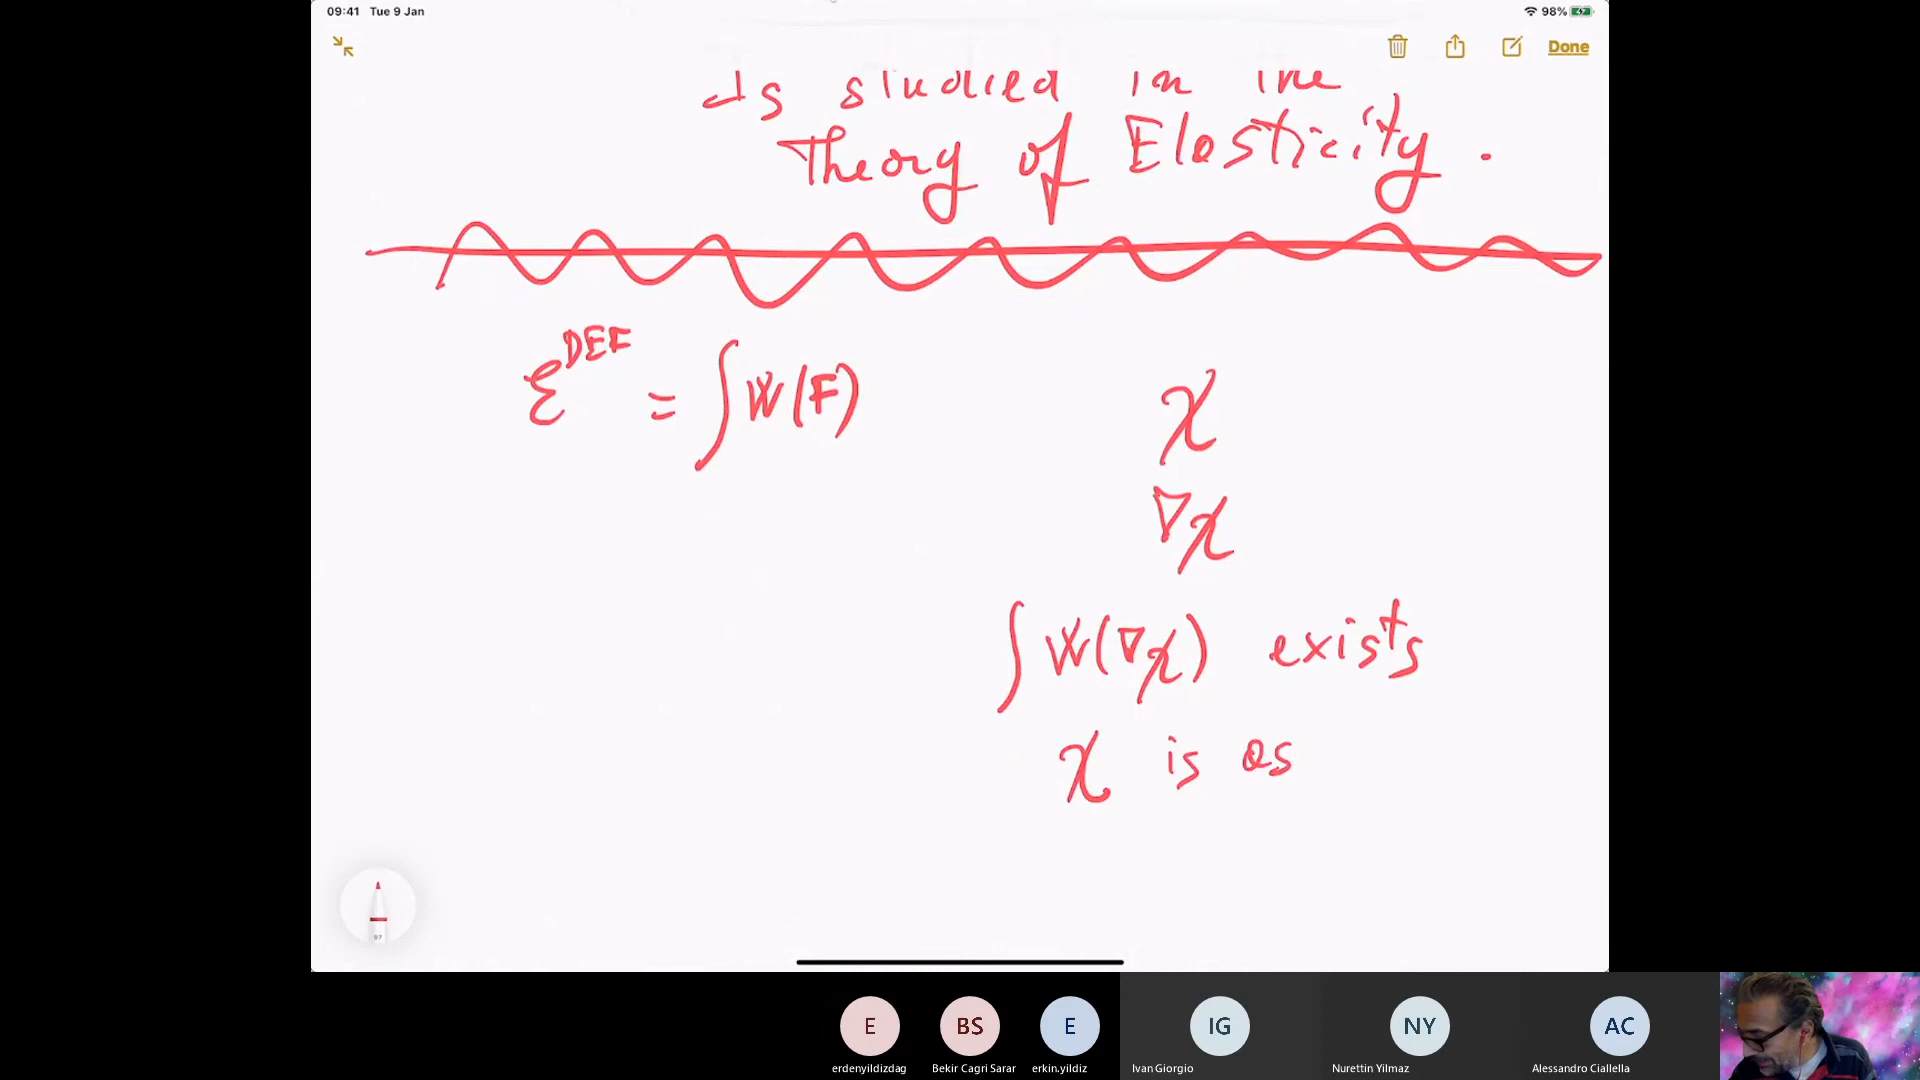 09:41 Tue 9 Jan
98%
Done
Is studied in the
Theory of Elasticity .
ℰ^DEF = ∫W(F)
χ
∇χ
∫W(∇χ) exists
χ is as
97
E BS E IG NY AC
erdenyildizdag Bekir Cagri Sarar erkin.yildiz Ivan Giorgio Nurettin Yilmaz Alessandro Ciallella